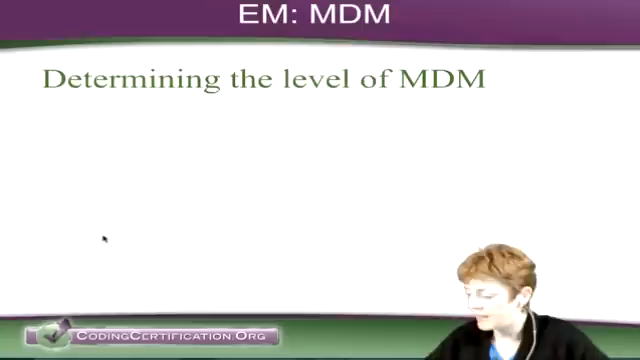 EM: MDM
Determining the level of MDM
CodingCertification.Org